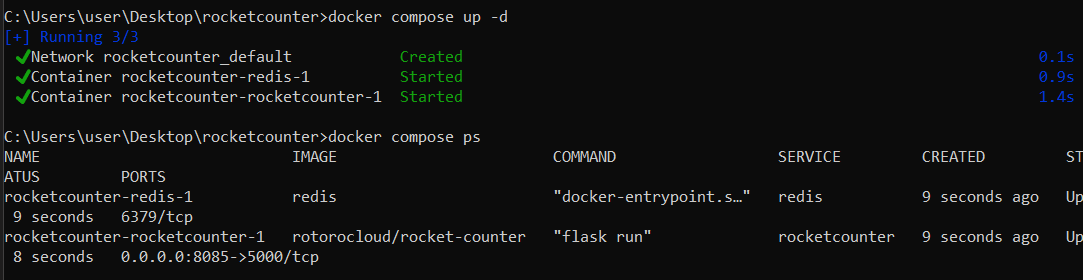 C:\Users\user\Desktop\rocketcounter>docker compose up -d
[+] Running 3/3
✔Network rocketcounter_default Created 0.1s
✔Container rocketcounter-redis-1 Started 0.9s
✔Container rocketcounter-rocketcounter-1 Started 1.4s
C:\Users\user\Desktop\rocketcounter>docker compose ps
NAME IMAGE COMMAND SERVICE CREATED ST
ATUS PORTS
rocketcounter-redis-1 redis "docker-entrypoint.s…" redis 9 seconds ago Up
9 seconds 6379/tcp
rocketcounter-rocketcounter-1 rotorocloud/rocket-counter "flask run" rocketcounter 9 seconds ago Up
8 seconds 0.0.0.0:8085->5000/tcp